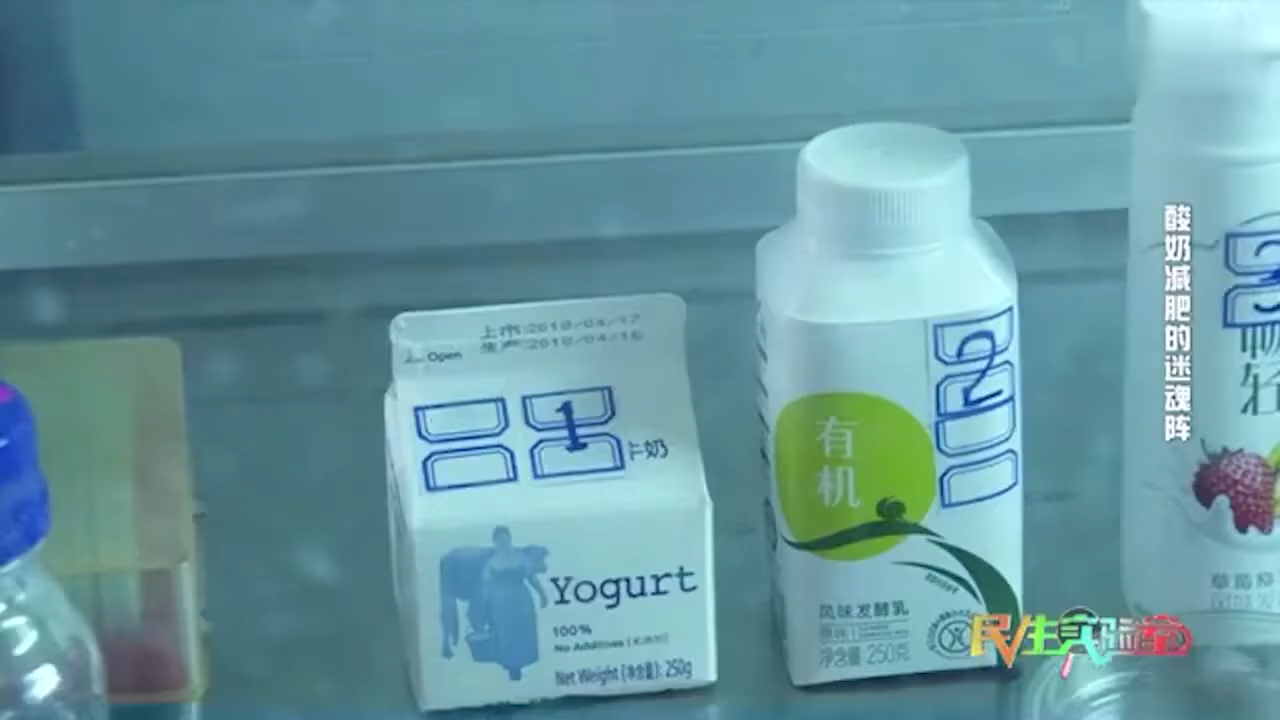 上市:2018/04/17
生产:2018/04/16
Open
1
卡奶
Yogurt
100%
No Additives
Net Weight (净含量): 250g
2
有
机
风味发酵乳
净含量 250克
3
畅
轻
酸奶减肥的迷魂阵
民生实验室